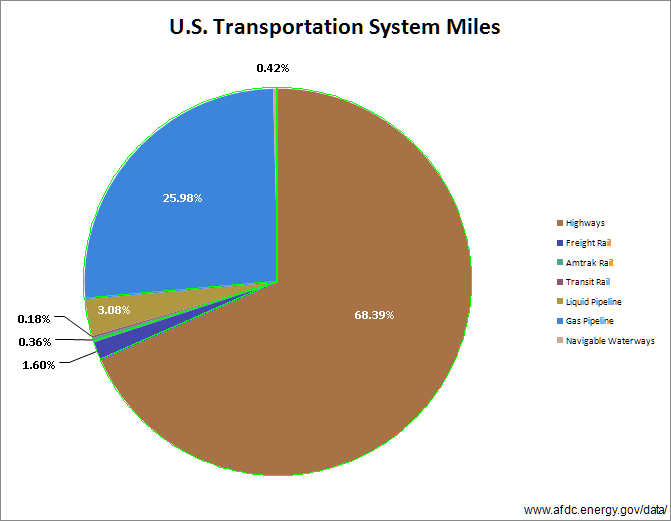 U.S. Transportation System Miles
0.42%
25.98%
68.39%
3.08%
0.18%
0.36%
1.60%
Highways
Freight Rail
Amtrak Rail
Transit Rail
Liquid Pipeline
Gas Pipeline
Navigable Waterways
www.afdc.energy.gov/data/